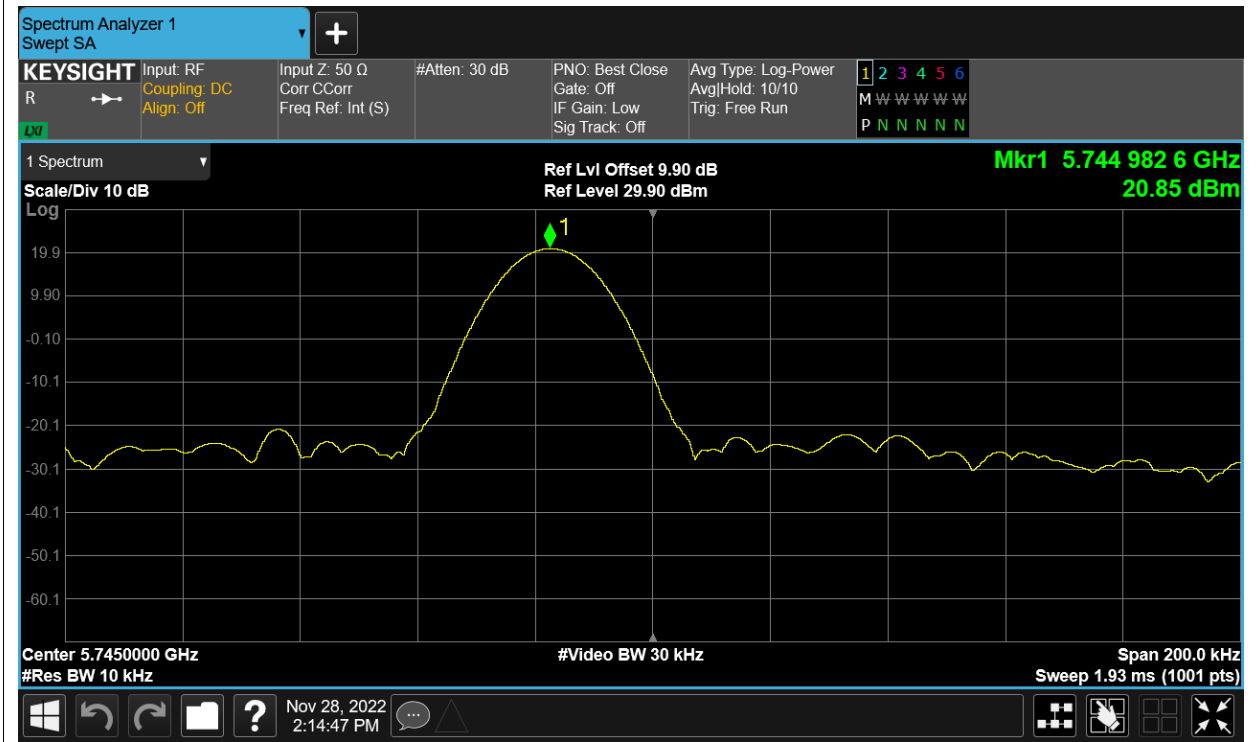 Spectrum Analyzer 1
Swept SA
KEYSIGHT
R
LXI
Input: RF
Coupling: DC
Align: Off
Input Z: 50 Ω
Corr CCorr
Freq Ref: Int (S)
#Atten: 30 dB
PNO: Best Close
Gate: Off
IF Gain: Low
Sig Track: Off
Avg Type: Log-Power
Avg|Hold: 10/10
Trig: Free Run
1 2 3 4 5 6
M W W W W W
P N N N N N
1 Spectrum
Scale/Div 10 dB
Ref Lvl Offset 9.90 dB
Ref Level 29.90 dBm
Mkr1 5.744 982 6 GHz
20.85 dBm
Log
1
19.9
9.90
-0.10
-10.1
-20.1
-30.1
-40.1
-50.1
-60.1
Center 5.7450000 GHz
#Video BW 30 kHz
Span 200.0 kHz
#Res BW 10 kHz
Sweep 1.93 ms (1001 pts)
?
Nov 28, 2022
2:14:47 PM